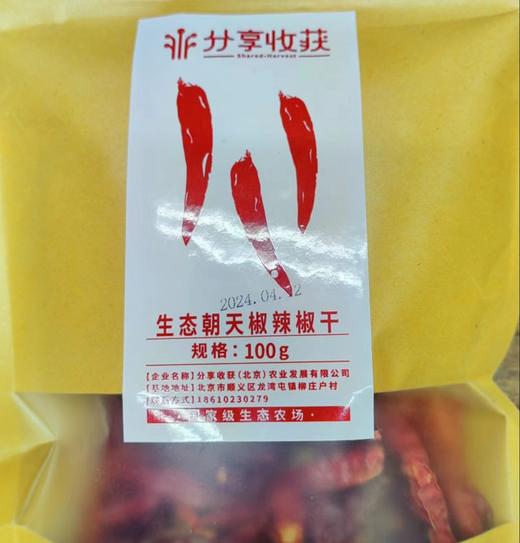 分享收获
Shared·Harvest
2024.04. 2
生态朝天椒辣椒干
规格：100g
【企业名称】分享收获（北京）农业发展有限公司
【基地地址】北京市顺义区龙湾屯镇柳庄户村
【联系方式】18610230279
家级生态农场·